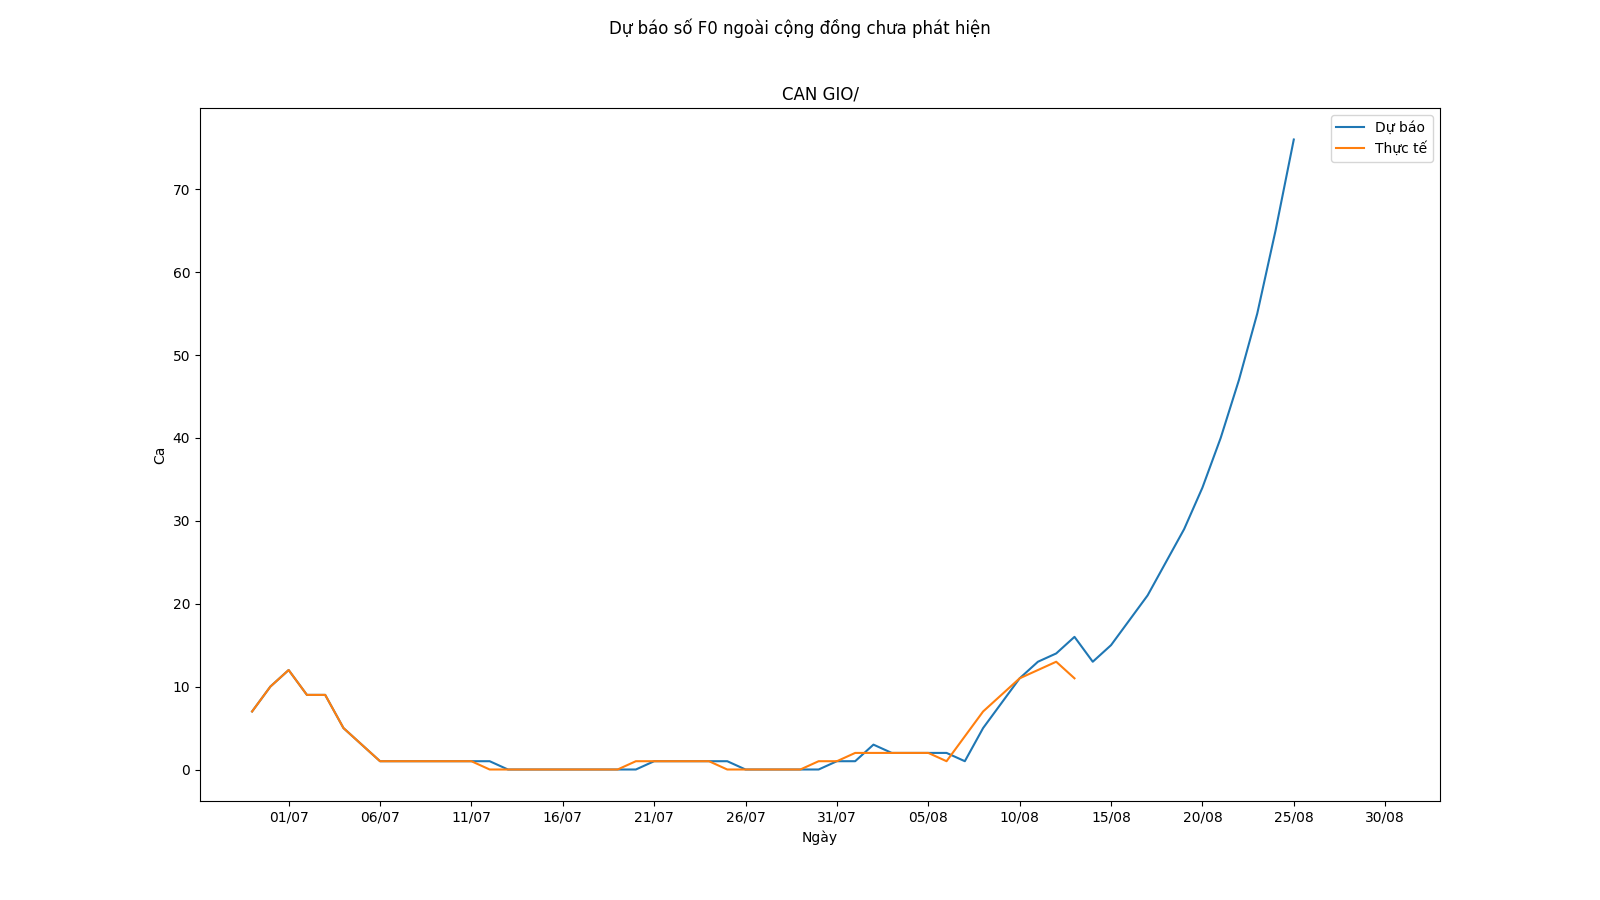 Dự báo số F0 ngoài cộng đồng chưa phát hiện
CAN GIO/
Dự báo
Thực tế
70
60
50
40
30
20
10
0
Ca
01/07 06/07 11/07 16/07 21/07 26/07 31/07 05/08 10/08 15/08 20/08 25/08 30/08
Ngày